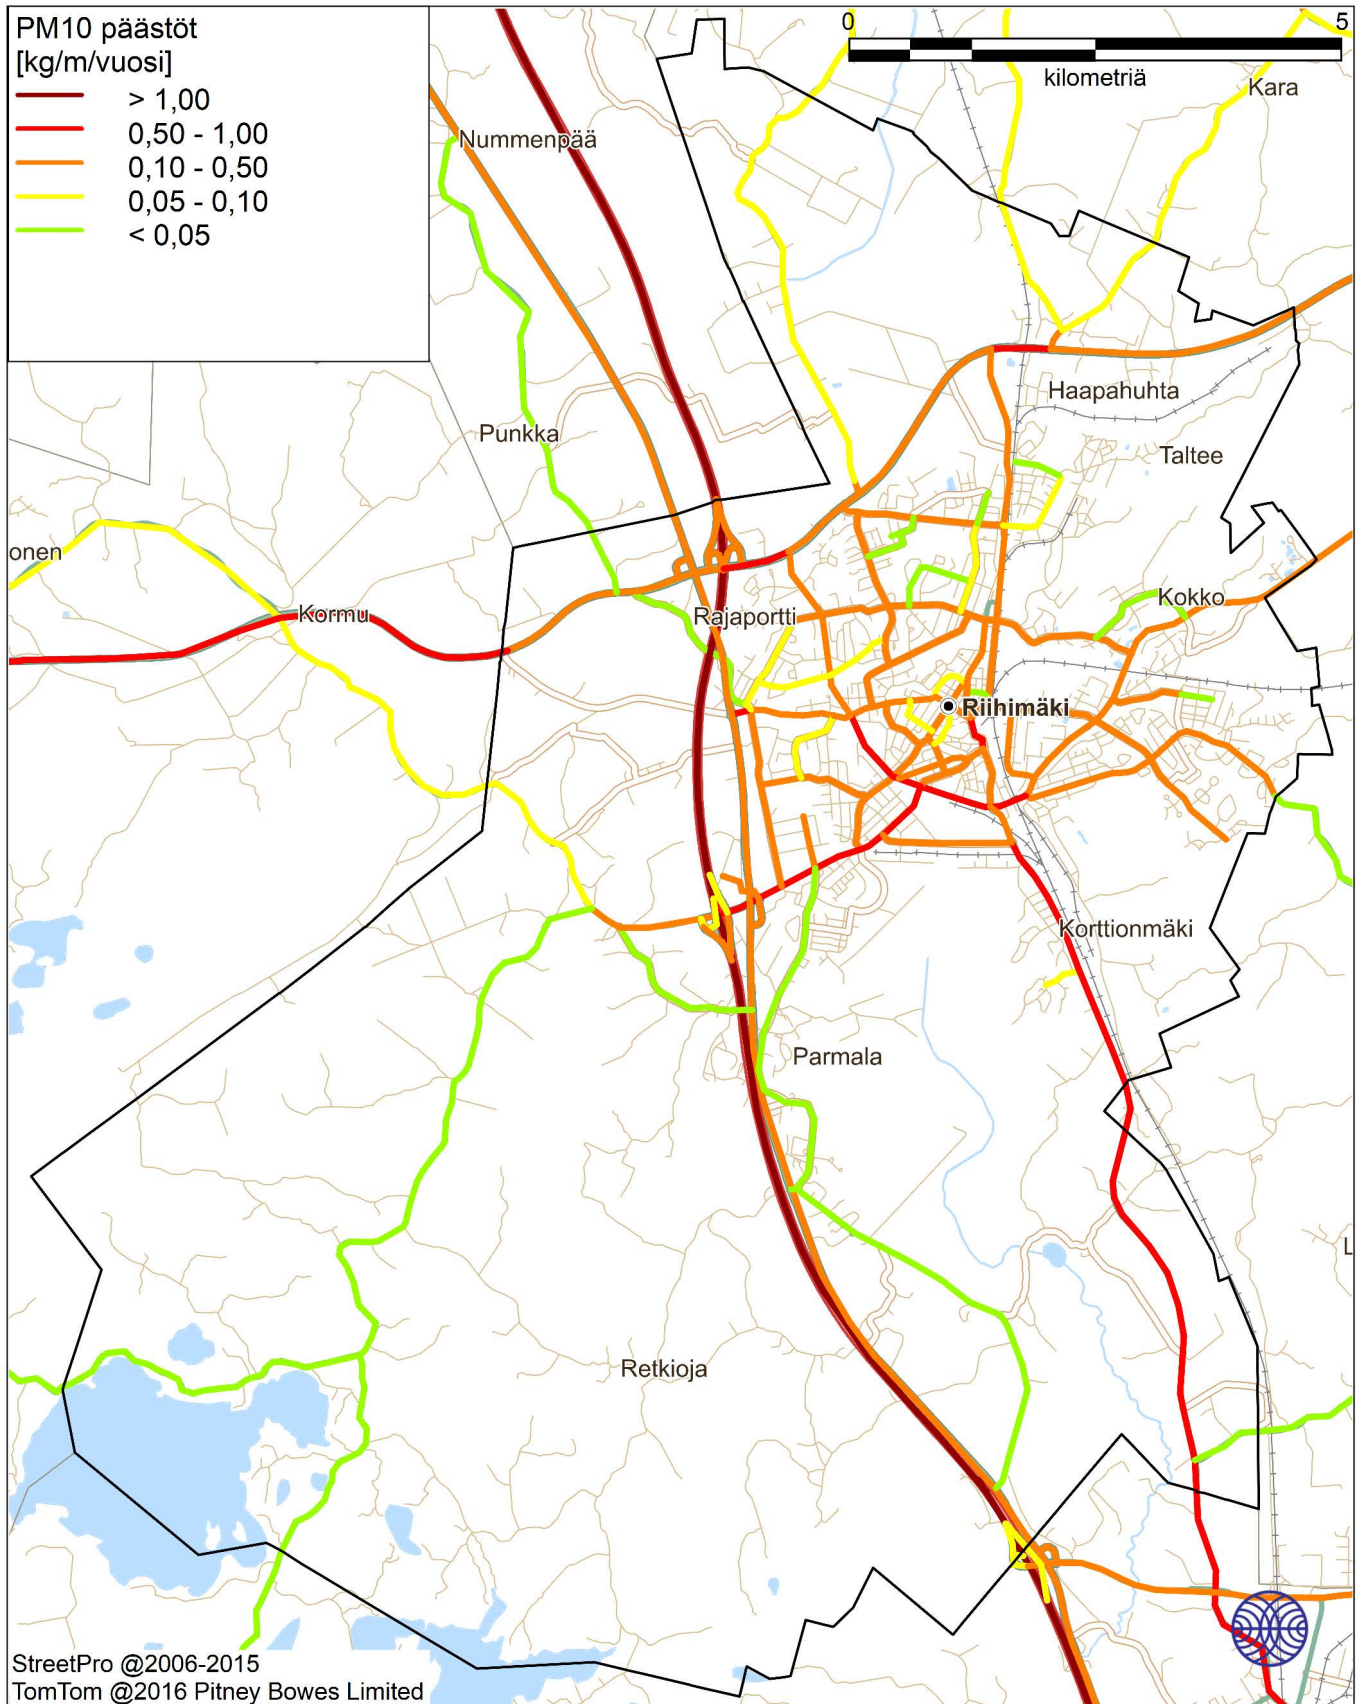 PM10 päästöt
[kg/m/vuosi]
> 1,00
0,50 - 1,00
0,10 - 0,50
0,05 - 0,10
< 0,05
0 5
kilometriä
Kara
Nummenpää
Haapahuhta
Punkka
Taltee
onen
Kormu
Rajaportti
Kokko
Riihimäki
Korttionmäki
Parmala
L
Retkioja
StreetPro @2006-2015
TomTom @2016 Pitney Bowes Limited